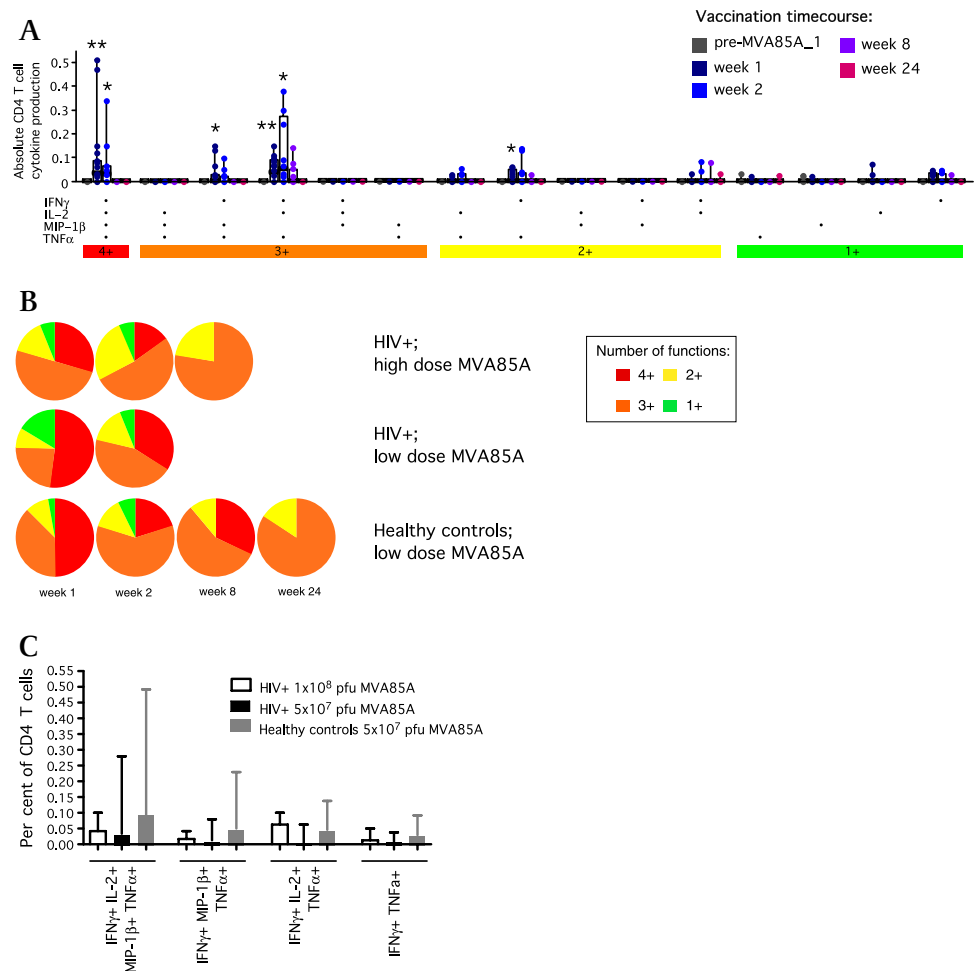 A
Vaccination timecourse:
pre-MVA85A_1
week 8
week 1
week 24
week 2
Absolute CD4 T cell
cytokine production
0.5
0.4
0.3
0.2
0.1
0
**
*
*
**
*
*
IFNγ
IL-2
MIP-1β
TNFα
4+ 3+ 2+ 1+
B
HIV+;
high dose MVA85A
Number of functions:
4+ 2+
3+ 1+
HIV+;
low dose MVA85A
Healthy controls;
low dose MVA85A
week 1 week 2 week 8 week 24
C
Per cent of CD4 T cells
0.55
0.50
0.45
0.40
0.35
0.30
0.25
0.20
0.15
0.10
0.05
0.00
HIV+ 1x10⁸ pfu MVA85A
HIV+ 5x10⁷ pfu MVA85A
Healthy controls 5x10⁷ pfu MVA85A
IFNγ+ IL-2+
MIP-1β+ TNFα+
IFNγ+ MIP-1β+
TNFα+
IFNγ+ IL-2+
TNFα+
IFNγ+ TNFa+